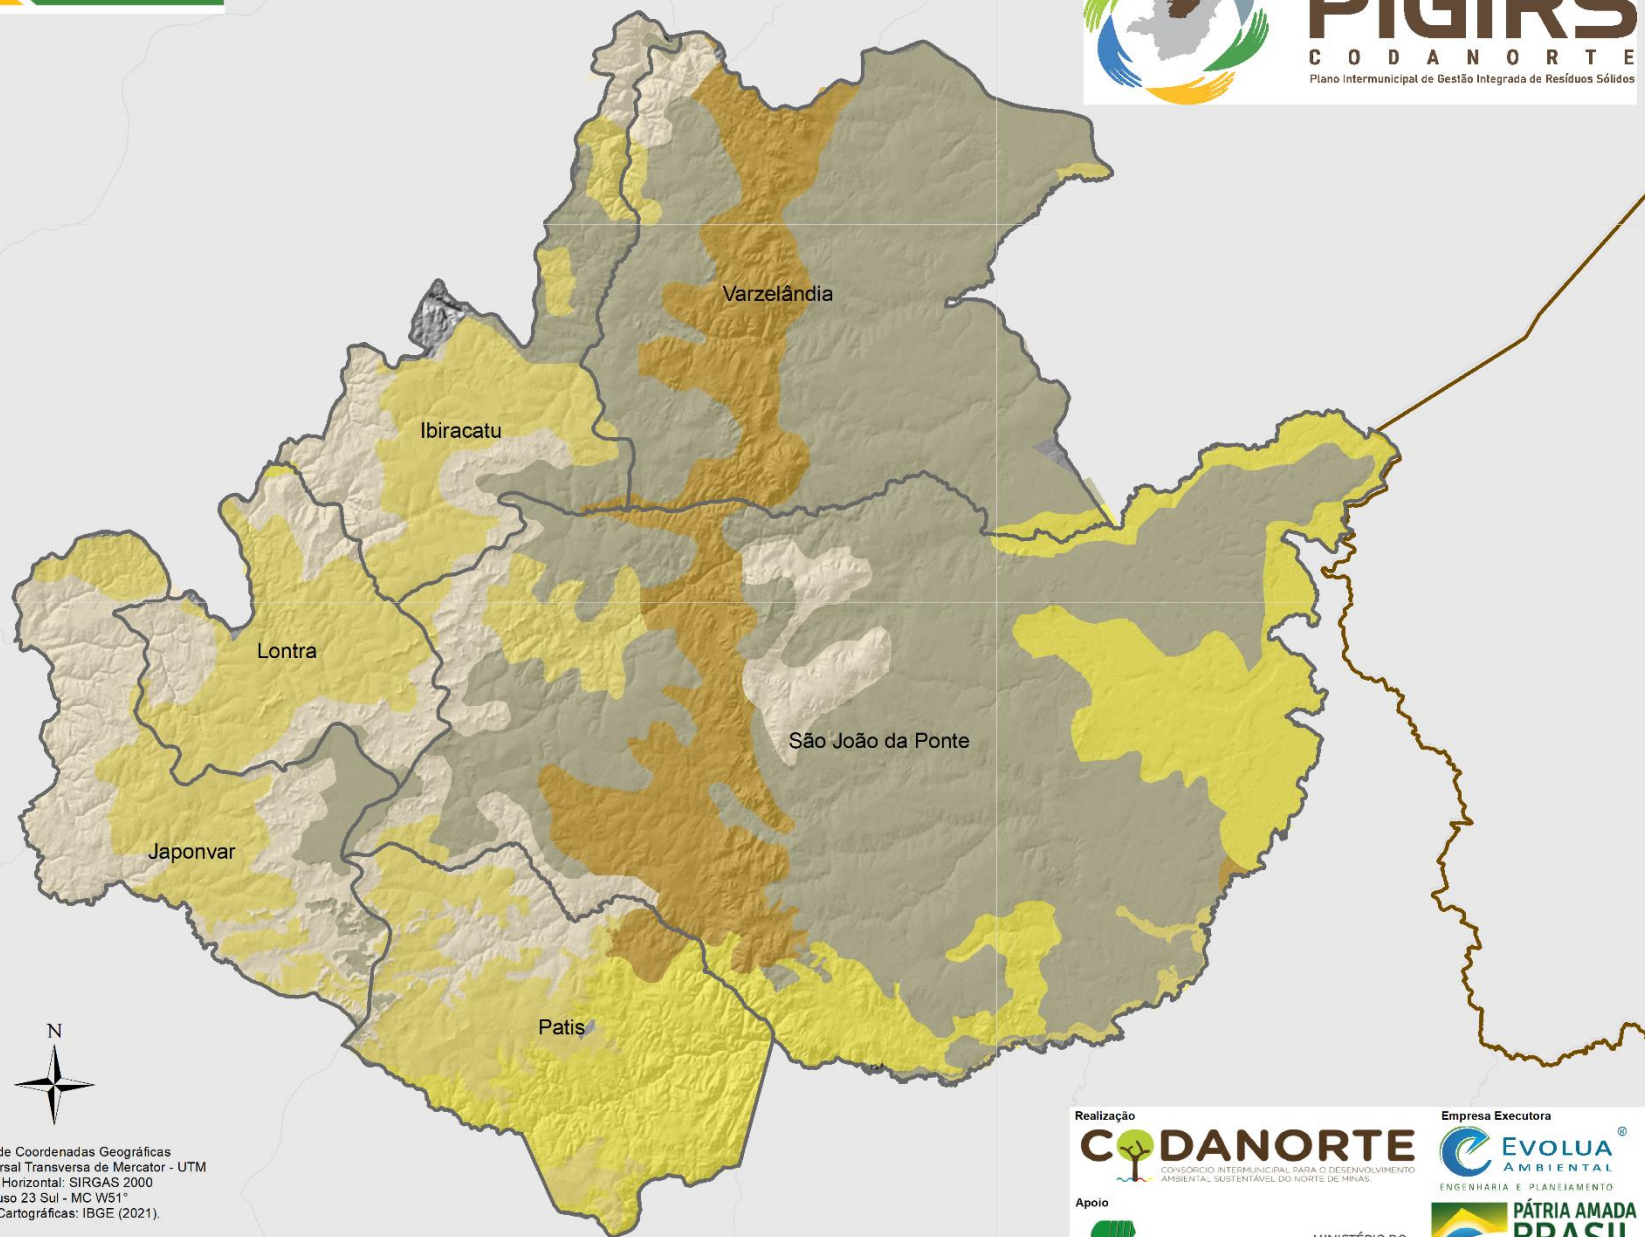 PIGIRS
CODANORTE
Plano Intermunicipal de Gestão Integrada de Resíduos Sólidos
Varzelândia
Ibiracatu
Lontra
São João da Ponte
Japonvar
Patis
N
de Coordenadas Geográficas
rsal Transversa de Mercator - UTM
Horizontal: SIRGAS 2000
uso 23 Sul - MC W51°
Cartográficas: IBGE (2021).
Realização
CODANORTE
CONSÓRCIO INTERMUNICIPAL PARA O DESENVOLVIMENTO
AMBIENTAL SUSTENTÁVEL DO NORTE DE MINAS.
Empresa Executora
EVOLUA ®
AMBIENTAL
ENGENHARIA E PLANEJAMENTO
Apoio
MINISTÉRIO DO
PÁTRIA AMADA
BRASIL